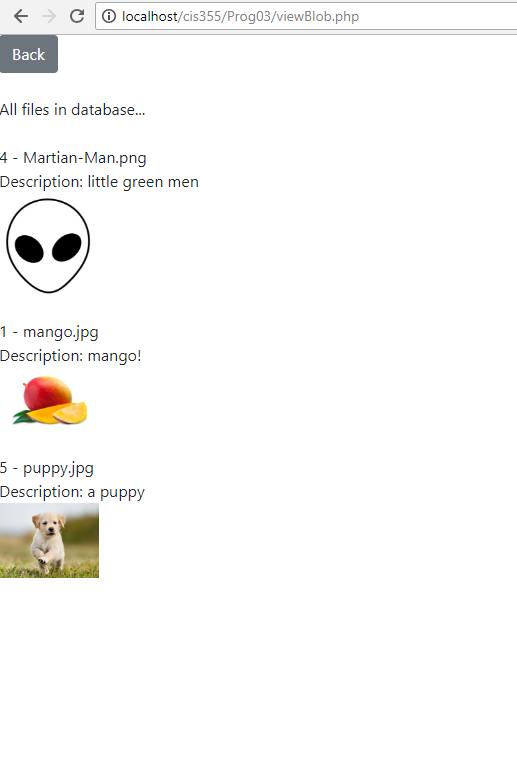 localhost/cis355/Prog03/viewBlob.php
Back
All files in database...
4 - Martian-Man.png
Description: little green men
1 - mango.jpg
Description: mango!
5 - puppy.jpg
Description: a puppy